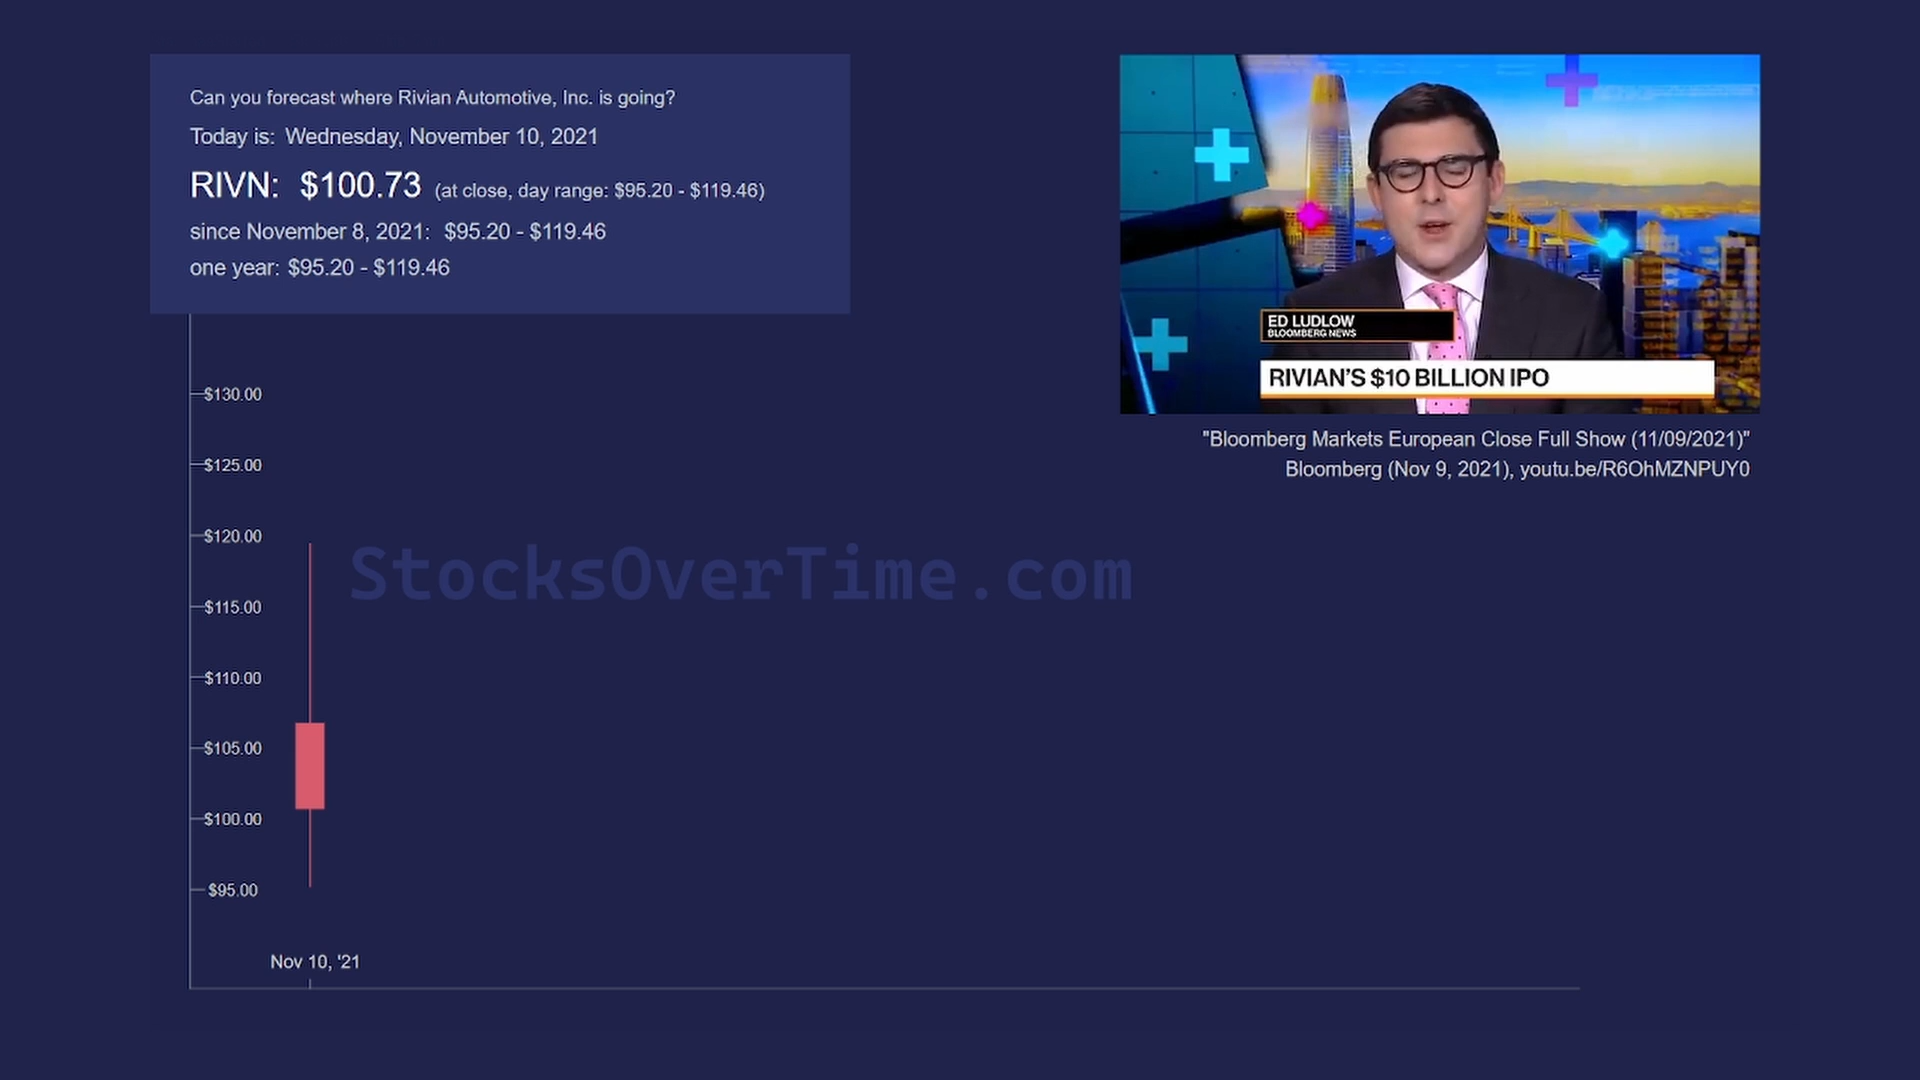 Can you forecast where Rivian Automotive, Inc. is going?
Today is: Wednesday, November 10, 2021
RIVN: $100.73 (at close, day range: $95.20 - $119.46)
since November 8, 2021: $95.20 - $119.46
one year: $95.20 - $119.46
ED LUDLOW
BLOOMBERG NEWS
RIVIAN'S $10 BILLION IPO
"Bloomberg Markets European Close Full Show (11/09/2021)"
Bloomberg (Nov 9, 2021), youtu.be/R6OhMZNPUY0
$130.00
$125.00
$120.00
StocksOverTime.com
$115.00
$110.00
$105.00
$100.00
$95.00
Nov 10, '21